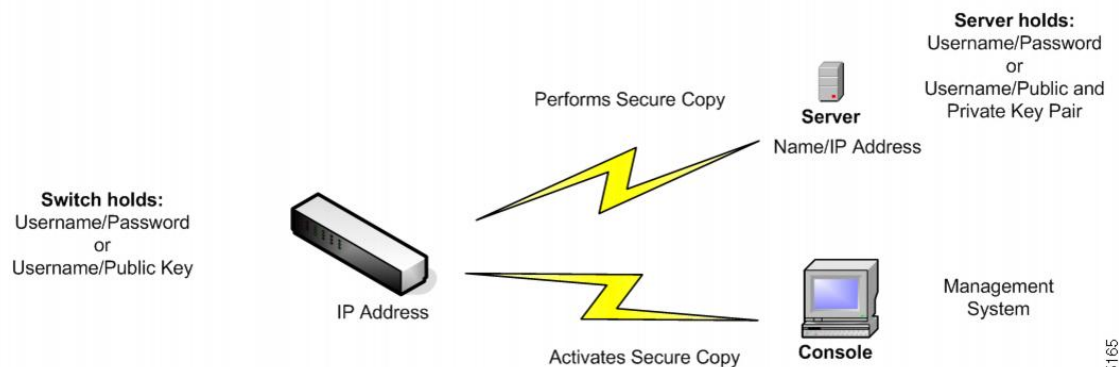 Server holds:
Username/Password
or
Username/Public and
Private Key Pair
Performs Secure Copy
Server
Name/IP Address
Switch holds:
Username/Password
or
Username/Public Key
IP Address
Management
System
Activates Secure Copy
Console